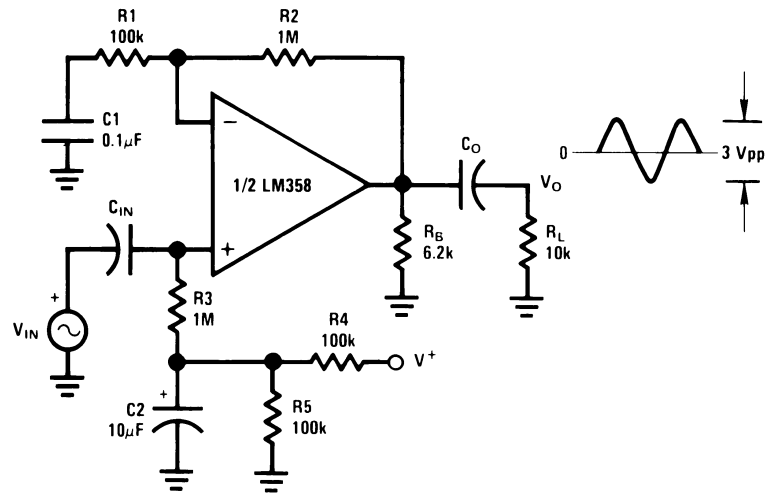 R1
100k
R2
1M
C1
0.1μF
1/2 LM358
−
+
CIN
CO
VO
0
3 Vpp
RB
6.2k
RL
10k
+
VIN
R3
1M
R4
100k
V+
+
C2
10μF
R5
100k